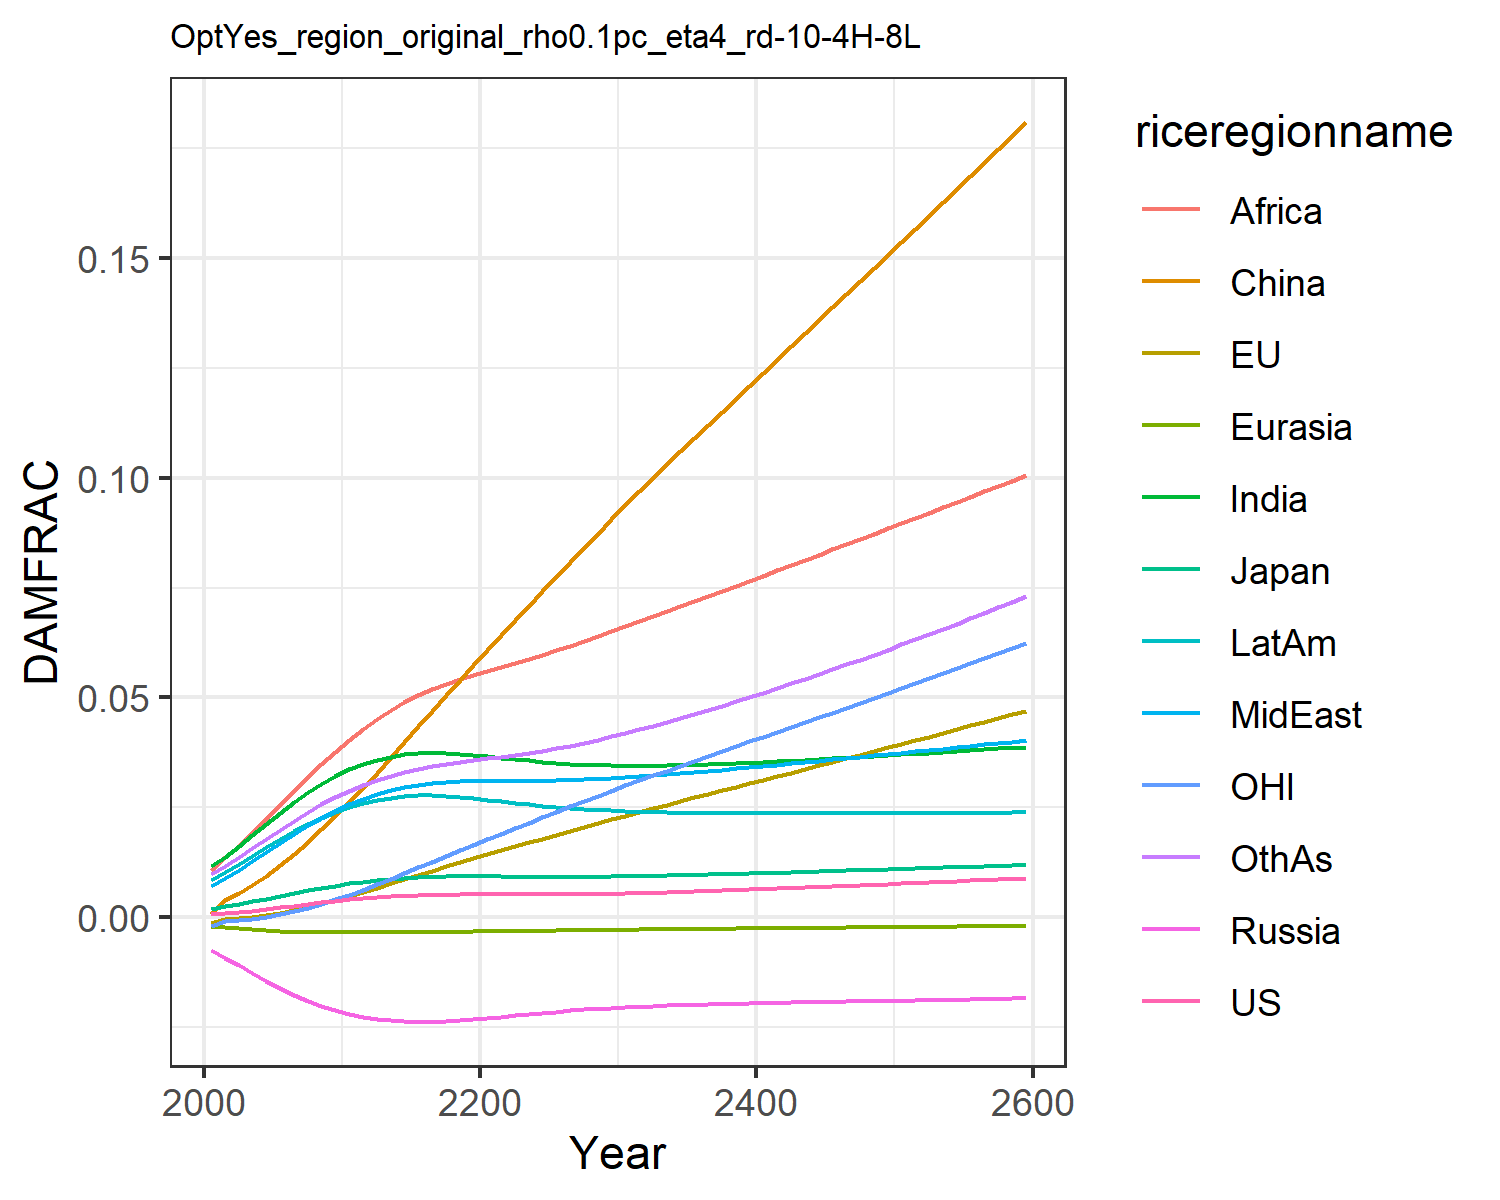 OptYes_region_original_rho0.1pc_eta4_rd-10-4H-8L
riceregionname
Africa
China
EU
Eurasia
India
Japan
LatAm
MidEast
OHI
OthAs
Russia
US
DAMFRAC
0.15
0.10
0.05
0.00
2000 2200 2400 2600
Year